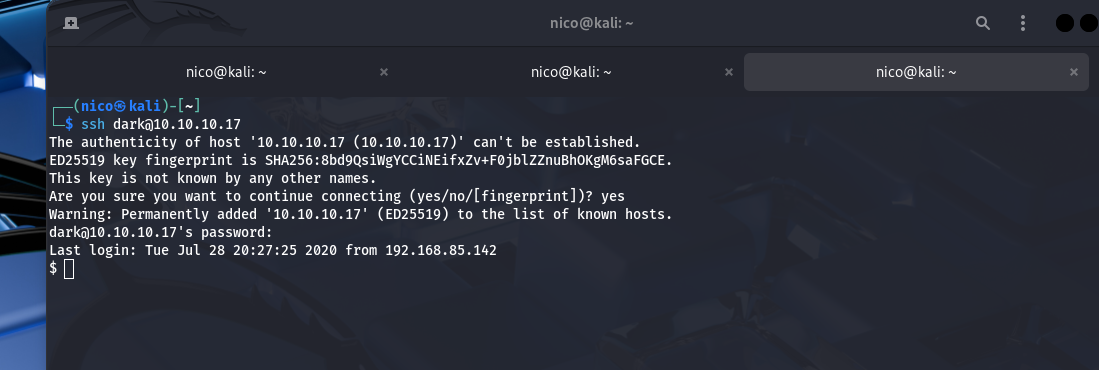 nico@kali: ~
nico@kali: ~
nico@kali: ~
nico@kali: ~
┌──(nico㉿kali)-[~]
└─$ ssh dark@10.10.10.17
The authenticity of host '10.10.10.17 (10.10.10.17)' can't be established.
ED25519 key fingerprint is SHA256:8bd9QsiWgYCCiNEifxZv+F0jblZZnuBhOKgM6saFGCE.
This key is not known by any other names.
Are you sure you want to continue connecting (yes/no/[fingerprint])? yes
Warning: Permanently added '10.10.10.17' (ED25519) to the list of known hosts.
dark@10.10.10.17's password:
Last login: Tue Jul 28 20:27:25 2020 from 192.168.85.142
$